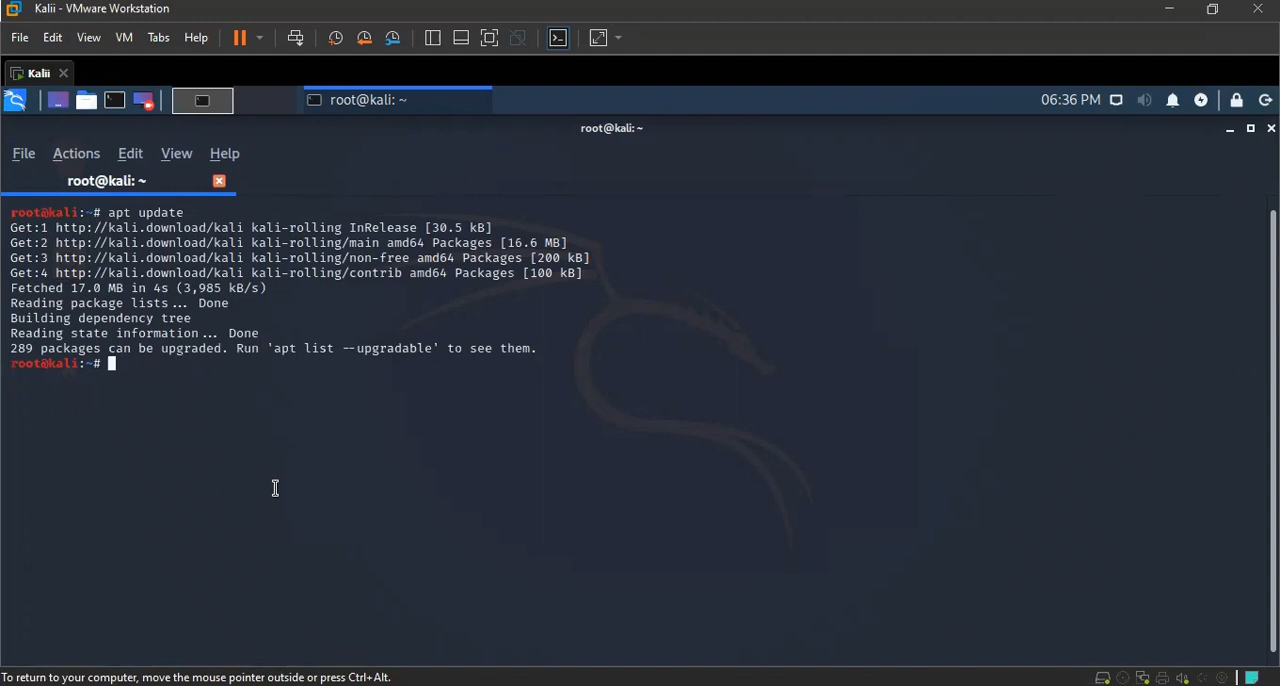 Kalii - VMware Workstation
File Edit View VM Tabs Help
Kalii
root@kali: ~
06:36 PM
root@kali: ~
File Actions Edit View Help
root@kali: ~
root@kali:~# apt update
Get:1 http://kali.download/kali kali-rolling InRelease [30.5 kB]
Get:2 http://kali.download/kali kali-rolling/main amd64 Packages [16.6 MB]
Get:3 http://kali.download/kali kali-rolling/non-free amd64 Packages [200 kB]
Get:4 http://kali.download/kali kali-rolling/contrib amd64 Packages [100 kB]
Fetched 17.0 MB in 4s (3,985 kB/s)
Reading package lists... Done
Building dependency tree
Reading state information... Done
289 packages can be upgraded. Run 'apt list --upgradable' to see them.
root@kali:~#
To return to your computer, move the mouse pointer outside or press Ctrl+Alt.